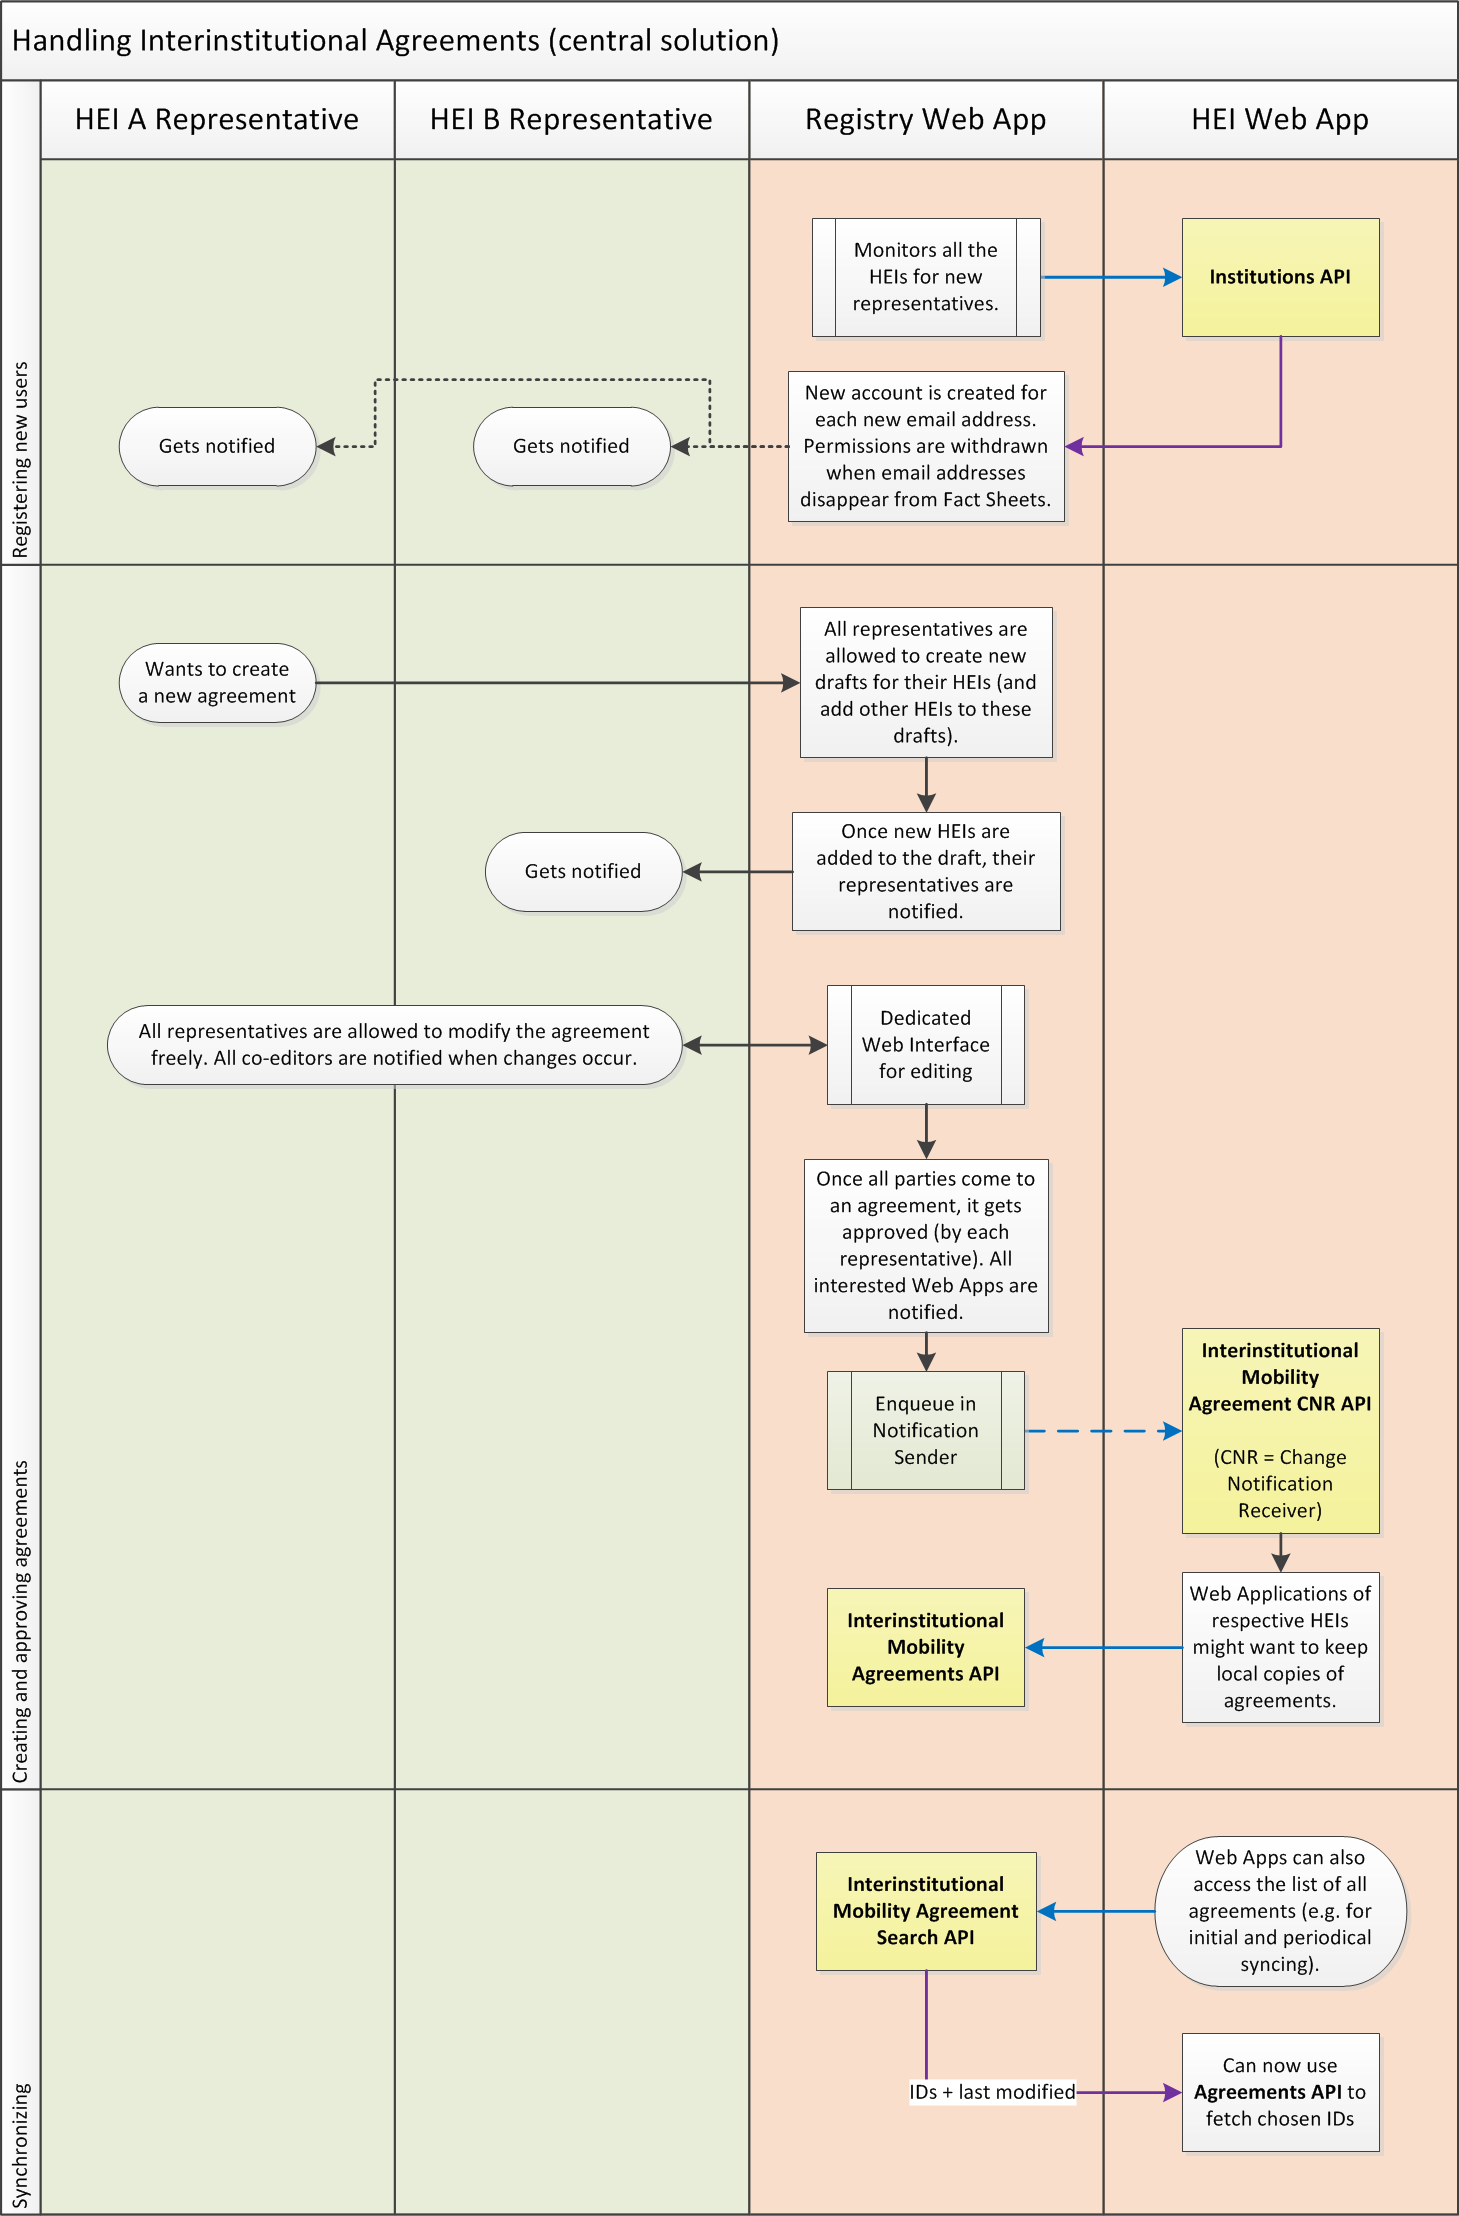 Handling Interinstitutional Agreements (central solution)
HEI A Representative
HEI B Representative
Registry Web App
HEI Web App
Registering new users
Monitors all the
HEIs for new
representatives.
Institutions API
New account is created for
each new email address.
Permissions are withdrawn
when email addresses
disappear from Fact Sheets.
Gets notified
Gets notified
Creating and approving agreements
Wants to create
a new agreement
All representatives are
allowed to create new
drafts for their HEIs (and
add other HEIs to these
drafts).
Once new HEIs are
added to the draft, their
representatives are
notified.
Gets notified
All representatives are allowed to modify the agreement
freely. All co-editors are notified when changes occur.
Dedicated
Web Interface
for editing
Once all parties come to
an agreement, it gets
approved (by each
representative). All
interested Web Apps are
notified.
Enqueue in
Notification
Sender
Interinstitutional
Mobility
Agreement CNR API
(CNR = Change
Notification
Receiver)
Web Applications of
respective HEIs
might want to keep
local copies of
agreements.
Interinstitutional
Mobility
Agreements API
Synchronizing
Web Apps can also
access the list of all
agreements (e.g. for
initial and periodical
syncing).
Interinstitutional
Mobility Agreement
Search API
IDs + last modified
Can now use
Agreements API to
fetch chosen IDs